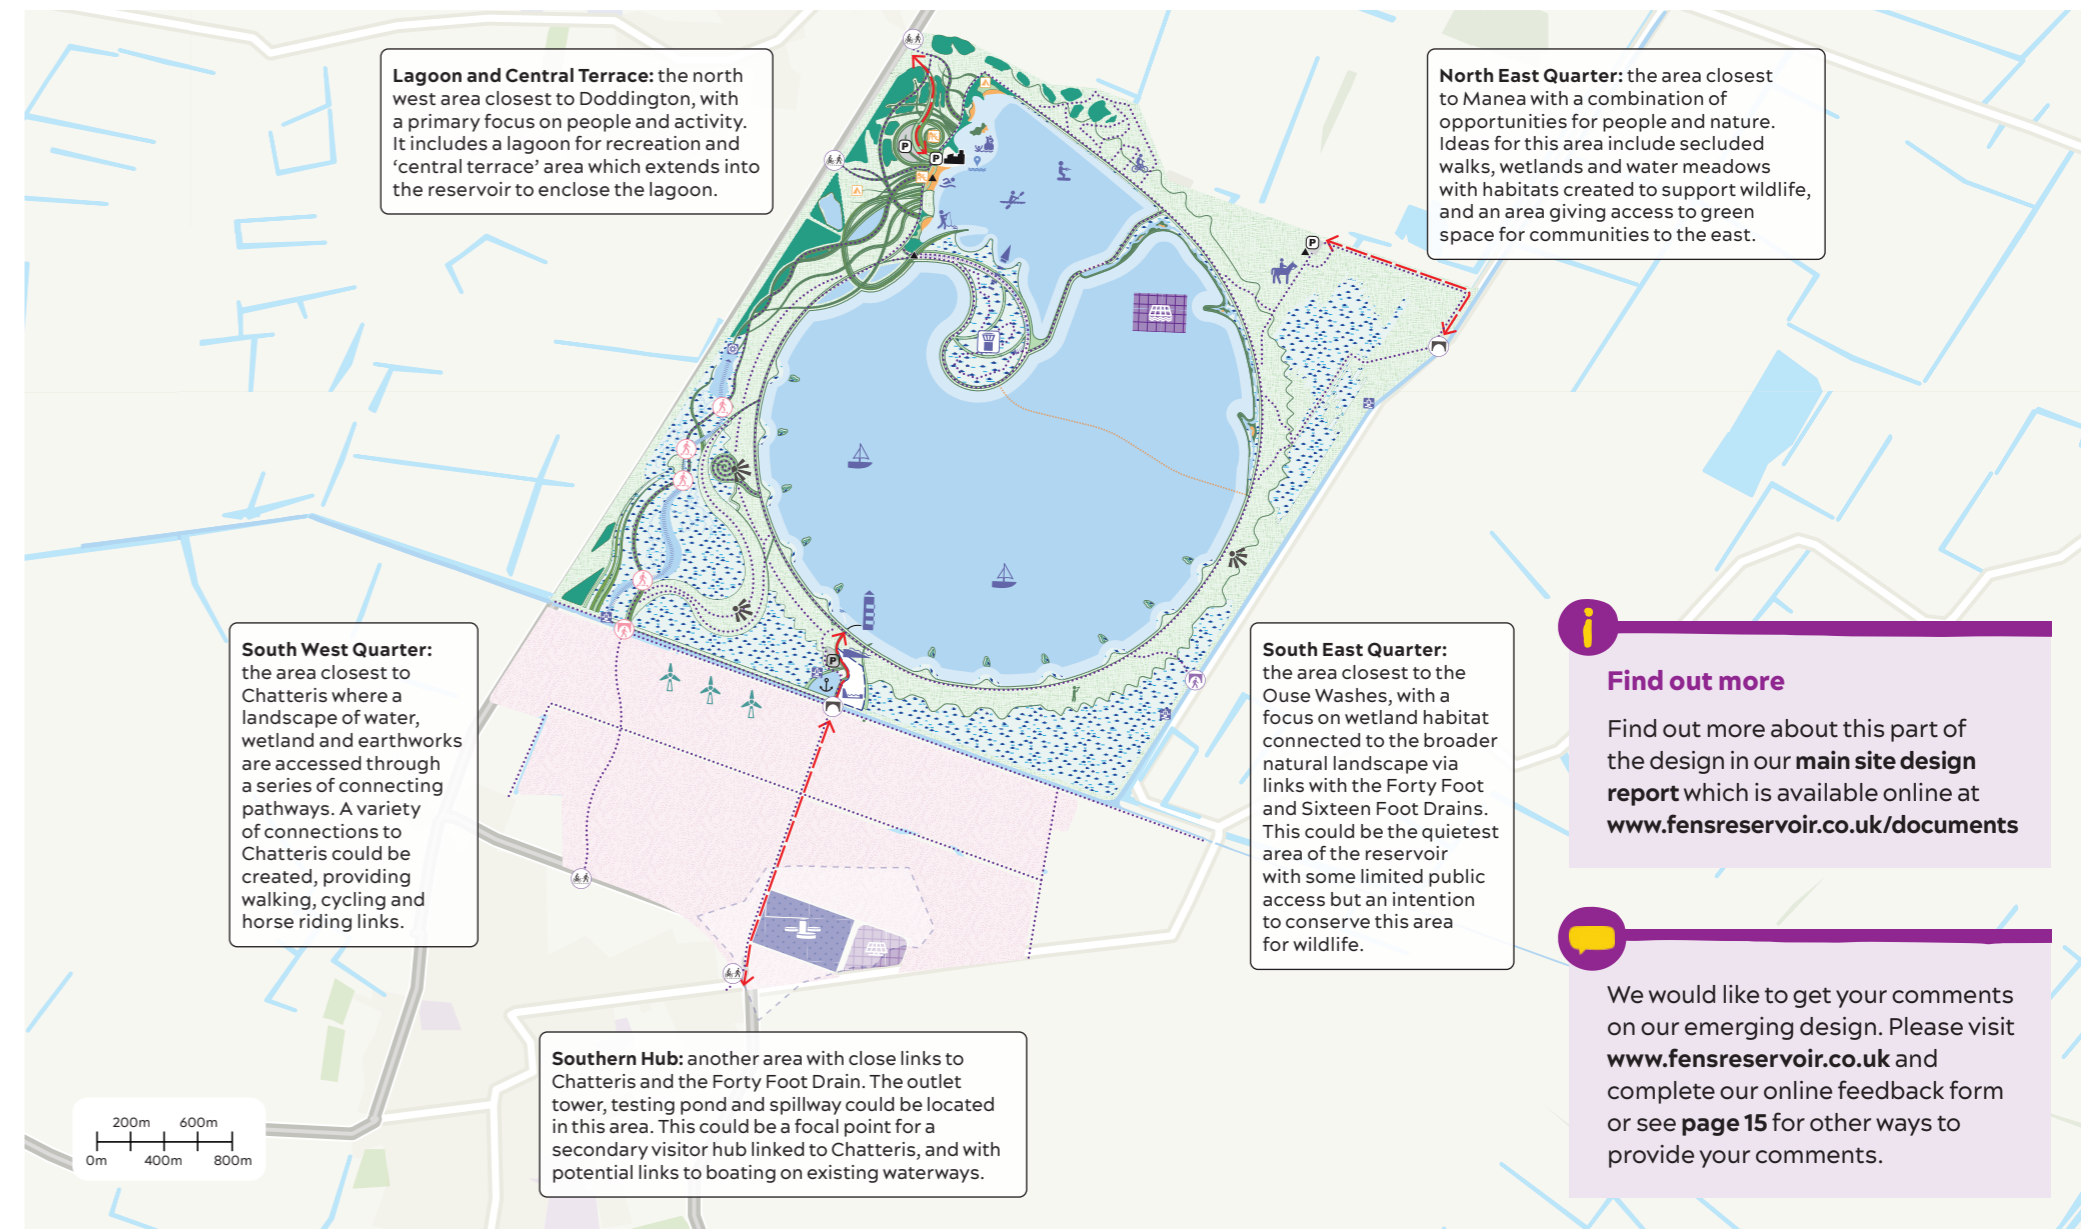 Lagoon and Central Terrace: the north
west area closest to Doddington, with
a primary focus on people and activity.
It includes a lagoon for recreation and
‘central terrace’ area which extends into
the reservoir to enclose the lagoon.
North East Quarter: the area closest
to Manea with a combination of
opportunities for people and nature.
Ideas for this area include secluded
walks, wetlands and water meadows
with habitats created to support wildlife,
and an area giving access to green
space for communities to the east.
P
P
P
P
South West Quarter:
the area closest to
Chatteris where a
landscape of water,
wetland and earthworks
are accessed through
a series of connecting
pathways. A variety
of connections to
Chatteris could be
created, providing
walking, cycling and
horse riding links.
South East Quarter:
the area closest to the
Ouse Washes, with a
focus on wetland habitat
connected to the broader
natural landscape via
links with the Forty Foot
and Sixteen Foot Drains.
This could be the quietest
area of the reservoir
with some limited public
access but an intention
to conserve this area
for wildlife.
Southern Hub: another area with close links to
Chatteris and the Forty Foot Drain. The outlet
tower, testing pond and spillway could be located
in this area. This could be a focal point for a
secondary visitor hub linked to Chatteris, and with
potential links to boating on existing waterways.
200m 600m
0m 400m 800m
i
Find out more
Find out more about this part of
the design in our main site design
report which is available online at
www.fensreservoir.co.uk/documents
We would like to get your comments
on our emerging design. Please visit
www.fensreservoir.co.uk and
complete our online feedback form
or see page 15 for other ways to
provide your comments.